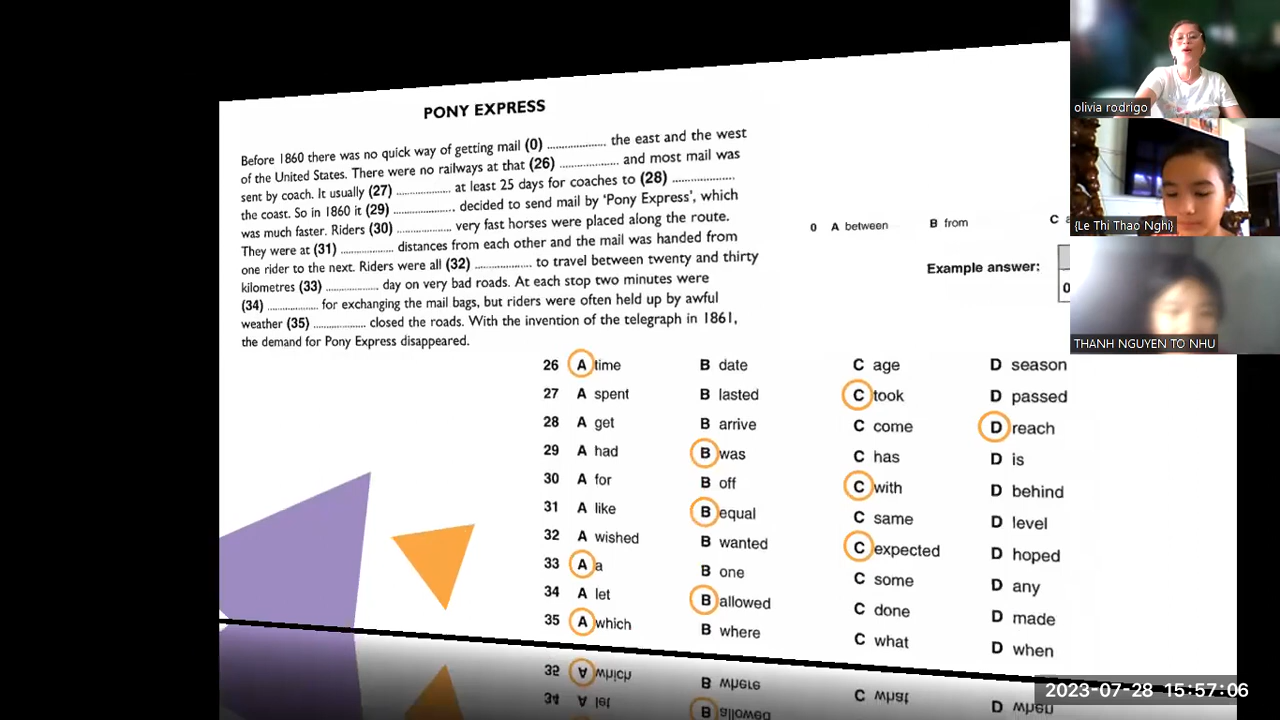 PONY EXPRESS
Before 1860 there was no quick way of getting mail (0) .................... the east and the west
of the United States. There were no railways at that (26) .................... and most mail was
sent by coach. It usually (27) .................... at least 25 days for coaches to (28) ....................
the coast. So in 1860 it (29) .................... decided to send mail by 'Pony Express', which
was much faster. Riders (30) .................... very fast horses were placed along the route.
They were at (31) .................... distances from each other and the mail was handed from
one rider to the next. Riders were all (32) .................... to travel between twenty and thirty
kilometres (33) .................... day on very bad roads. At each stop two minutes were
(34) .................... for exchanging the mail bags, but riders were often held up by awful
weather (35) .................... closed the roads. With the invention of the telegraph in 1861,
the demand for Pony Express disappeared.
0 A between B from C
Example answer:
0
26 A time B date C age D season
27 A spent B lasted C took D passed
28 A get B arrive C come D reach
29 A had B was C has D is
30 A for B off C with D behind
31 A like B equal C same D level
32 A wished B wanted C expected D hoped
33 A a B one C some D any
34 A let B allowed C done D made
35 A which B where C what D when
olivia rodrigo
{Le Thi Thao Nghi}
THANH NGUYEN TO NHU
2023-07-28 15:57:06